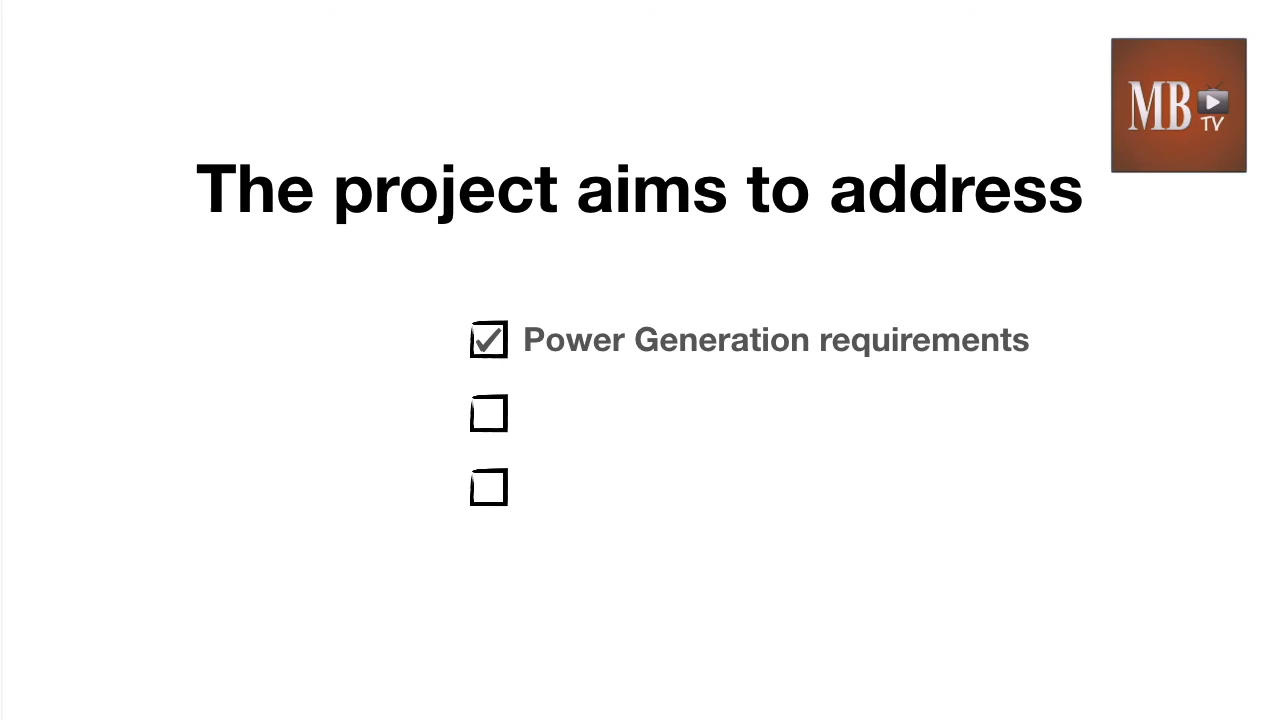 MB
TV
The project aims to address
Power Generation requirements